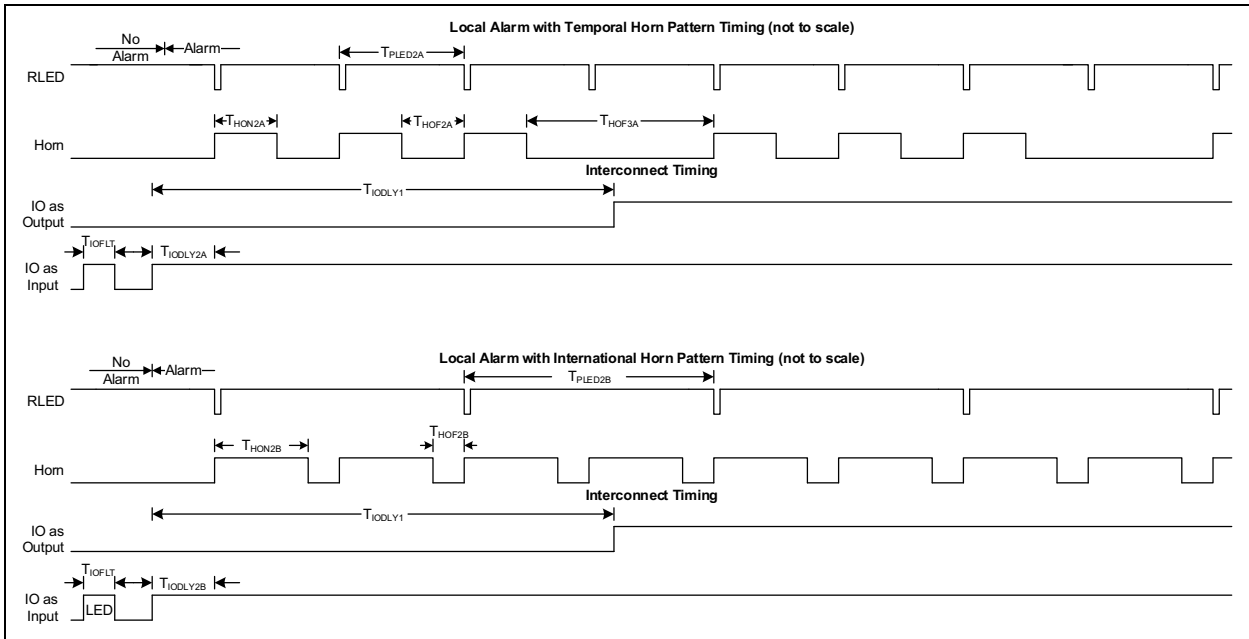 Local Alarm with Temporal Horn Pattern Timing (not to scale)
No
Alarm
Alarm
TPLED2A
RLED
THON2A
THOF2A
THOF3A
Horn
Interconnect Timing
TIODLY1
IO as
Output
TIOFLT
TIODLY2A
IO as
Input
Local Alarm with International Horn Pattern Timing (not to scale)
No
Alarm
Alarm
TPLED2B
RLED
THON2B
THOF2B
Horn
Interconnect Timing
TIODLY1
IO as
Output
TIOFLT
TIODLY2B
IO as
Input
LED